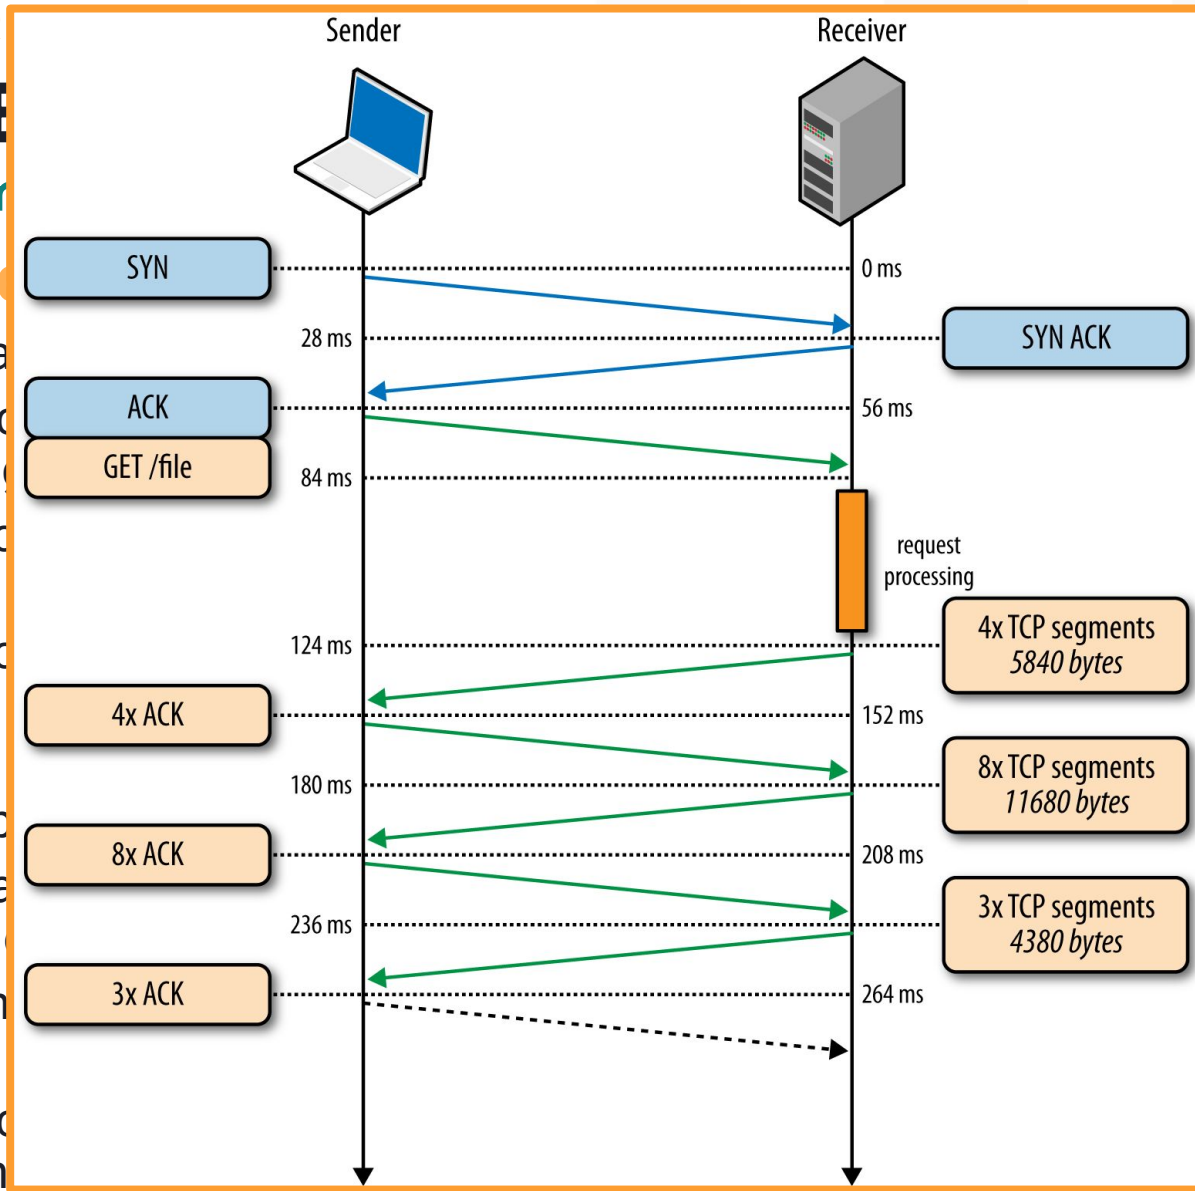 Sender
Receiver
SYN
0 ms
28 ms
SYN ACK
ACK
56 ms
GET /file
84 ms
request
processing
124 ms
4x TCP segments
5840 bytes
4x ACK
152 ms
180 ms
8x TCP segments
11680 bytes
8x ACK
208 ms
236 ms
3x TCP segments
4380 bytes
3x ACK
264 ms